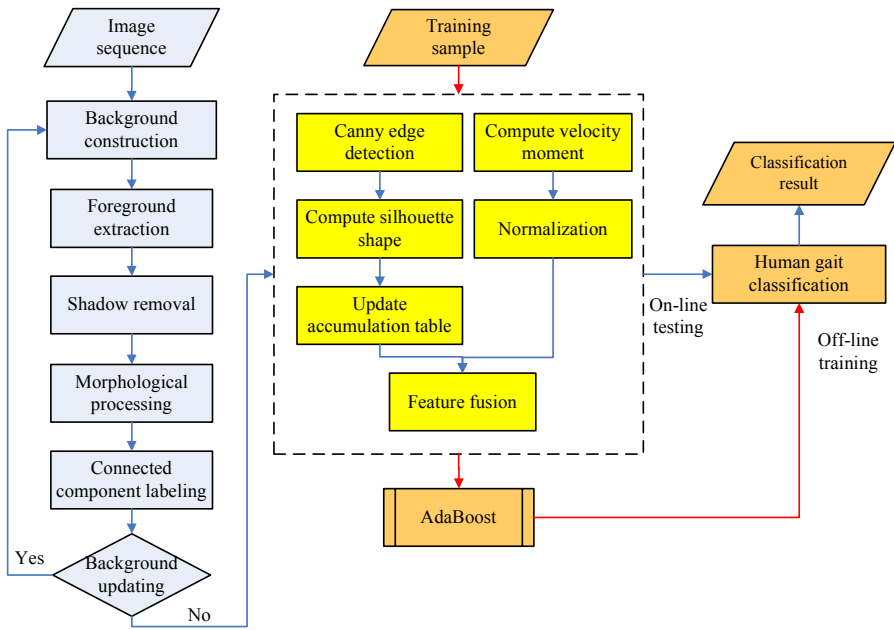 Image
sequence
Background
construction
Foreground
extraction
Shadow removal
Morphological
processing
Connected
component labeling
Background
updating
Yes
No
Training
sample
Canny edge
detection
Compute silhouette
shape
Update
accumulation table
Compute velocity
moment
Normalization
Feature fusion
AdaBoost
On-line
testing
Off-line
training
Human gait
classification
Classification
result